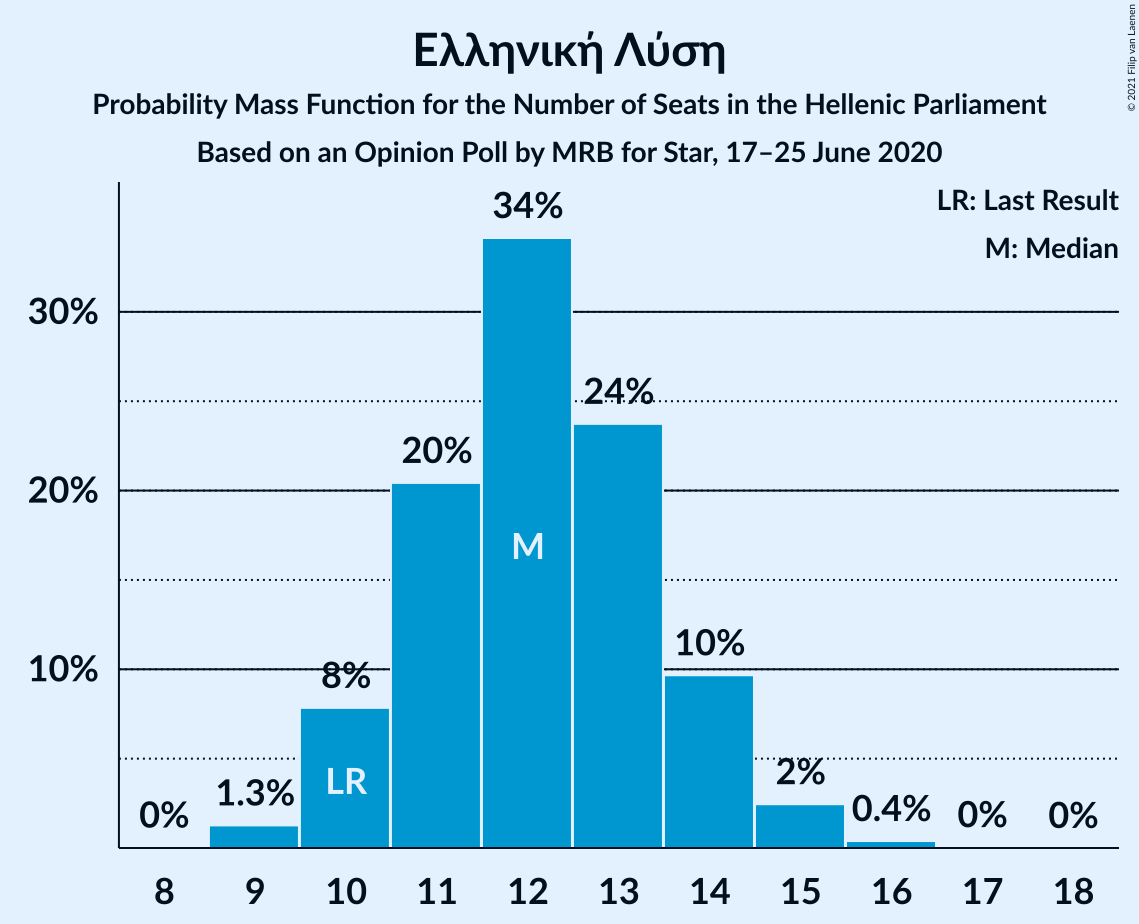 Ελληνική Λύση
Probability Mass Function for the Number of Seats in the Hellenic Parliament
Based on an Opinion Poll by MRB for Star, 17–25 June 2020
© 2021 Filip van Laenen
LR: Last Result
M: Median
34%
30%
24%
20%
20%
M
10%
10%
8%
LR
2%
1.3%
0.4%
0%
0%
0%
8 9 10 11 12 13 14 15 16 17 18